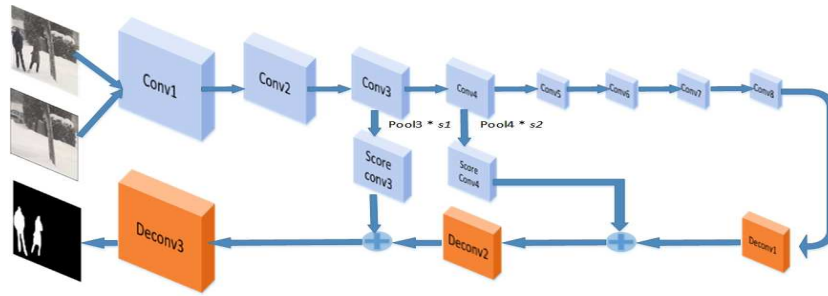 Conv1
Conv2
Conv3
Conv4
Conv5
Conv6
Conv7
Conv8
Pool3 * s1
Pool4 * s2
Score
conv3
Score
Conv4
Deconv3
Deconv2
Deconv1